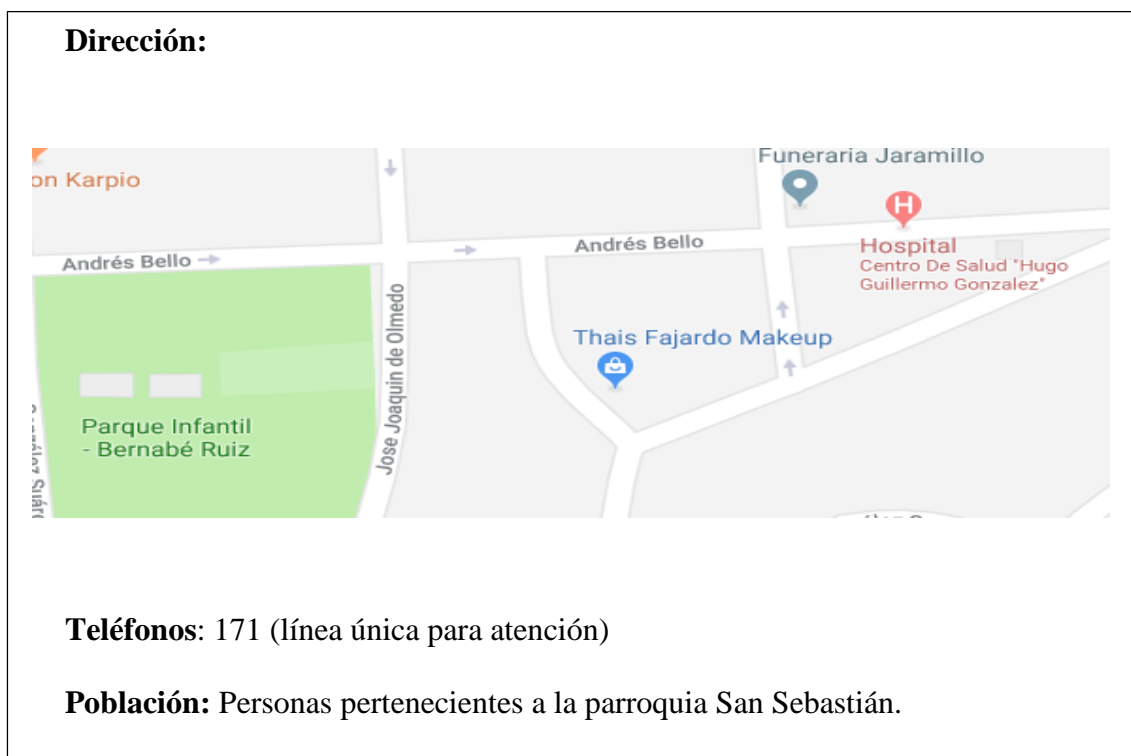 Dirección:
Funeraria Jaramillo
on Karpio
Andrés Bello
Andrés Bello
Hospital
Centro De Salud "Hugo
Guillermo Gonzalez"
Jose Joaquin de Olmedo
Thais Fajardo Makeup
Parque Infantil
- Bernabé Ruiz
Teléfonos: 171 (línea única para atención)
Población: Personas pertenecientes a la parroquia San Sebastián.